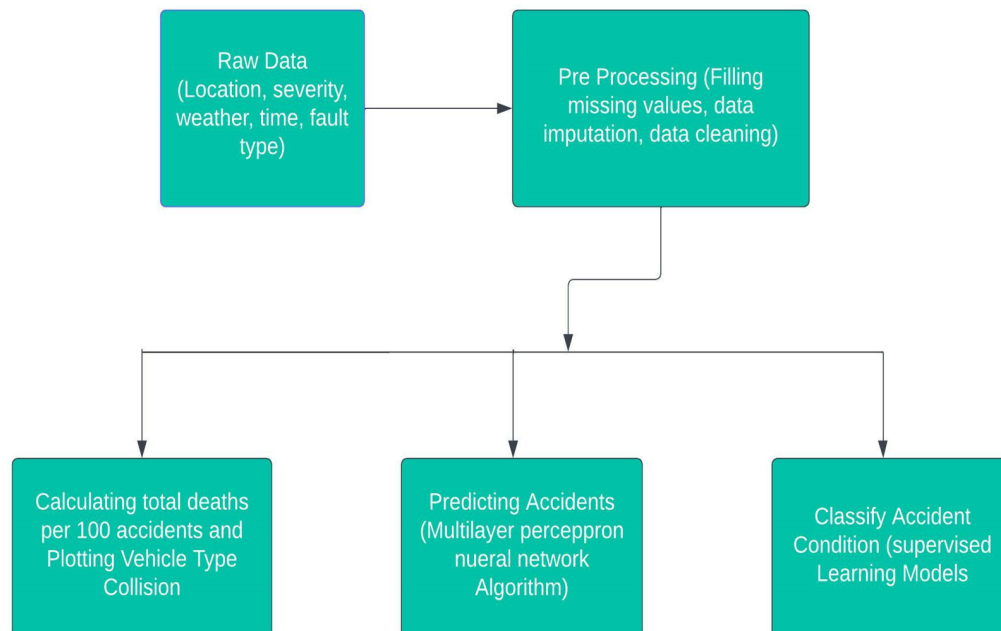 Raw Data
(Location, severity,
weather, time, fault
type)
Pre Processing (Filling
missing values, data
imputation, data cleaning)
Calculating total deaths
per 100 accidents and
Plotting Vehicle Type
Collision
Predicting Accidents
(Multilayer perceppron
nueral network
Algorithm)
Classify Accident
Condition (supervised
Learning Models